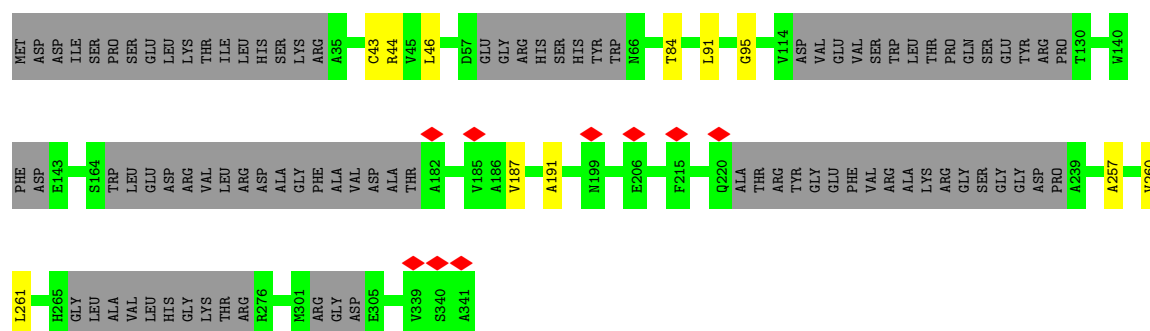 MET ASP ASP ILE SER PRO SER GLU LEU LYS THR ILE LEU HIS SER LYS ARG A35 C43 R44 V45 L46 D57 GLU GLY ARG HIS SER HIS TYR TRP N66 T84 L91 G95 V114 ASP VAL GLU VAL SER TRP LEU THR PRO GLN SER GLU TYR ARG PRO T130 W140
PHE ASP E143 S164 TRP LEU GLU ASP ARG VAL LEU ARG ASP ALA GLY PHE ALA VAL ASP ALA THR A182 V185 A186 V187 A191 N199 E206 F215 Q220 ALA THR ARG TYR GLY GLU PHE VAL ARG ALA LYS ARG GLY SER GLY GLY ASP PRO A239 A257 V260
L261 H265 GLY LEU ALA VAL LEU HIS GLY LYS THR ARG R276 M301 ARG GLY ASP E305 V339 S340 A341